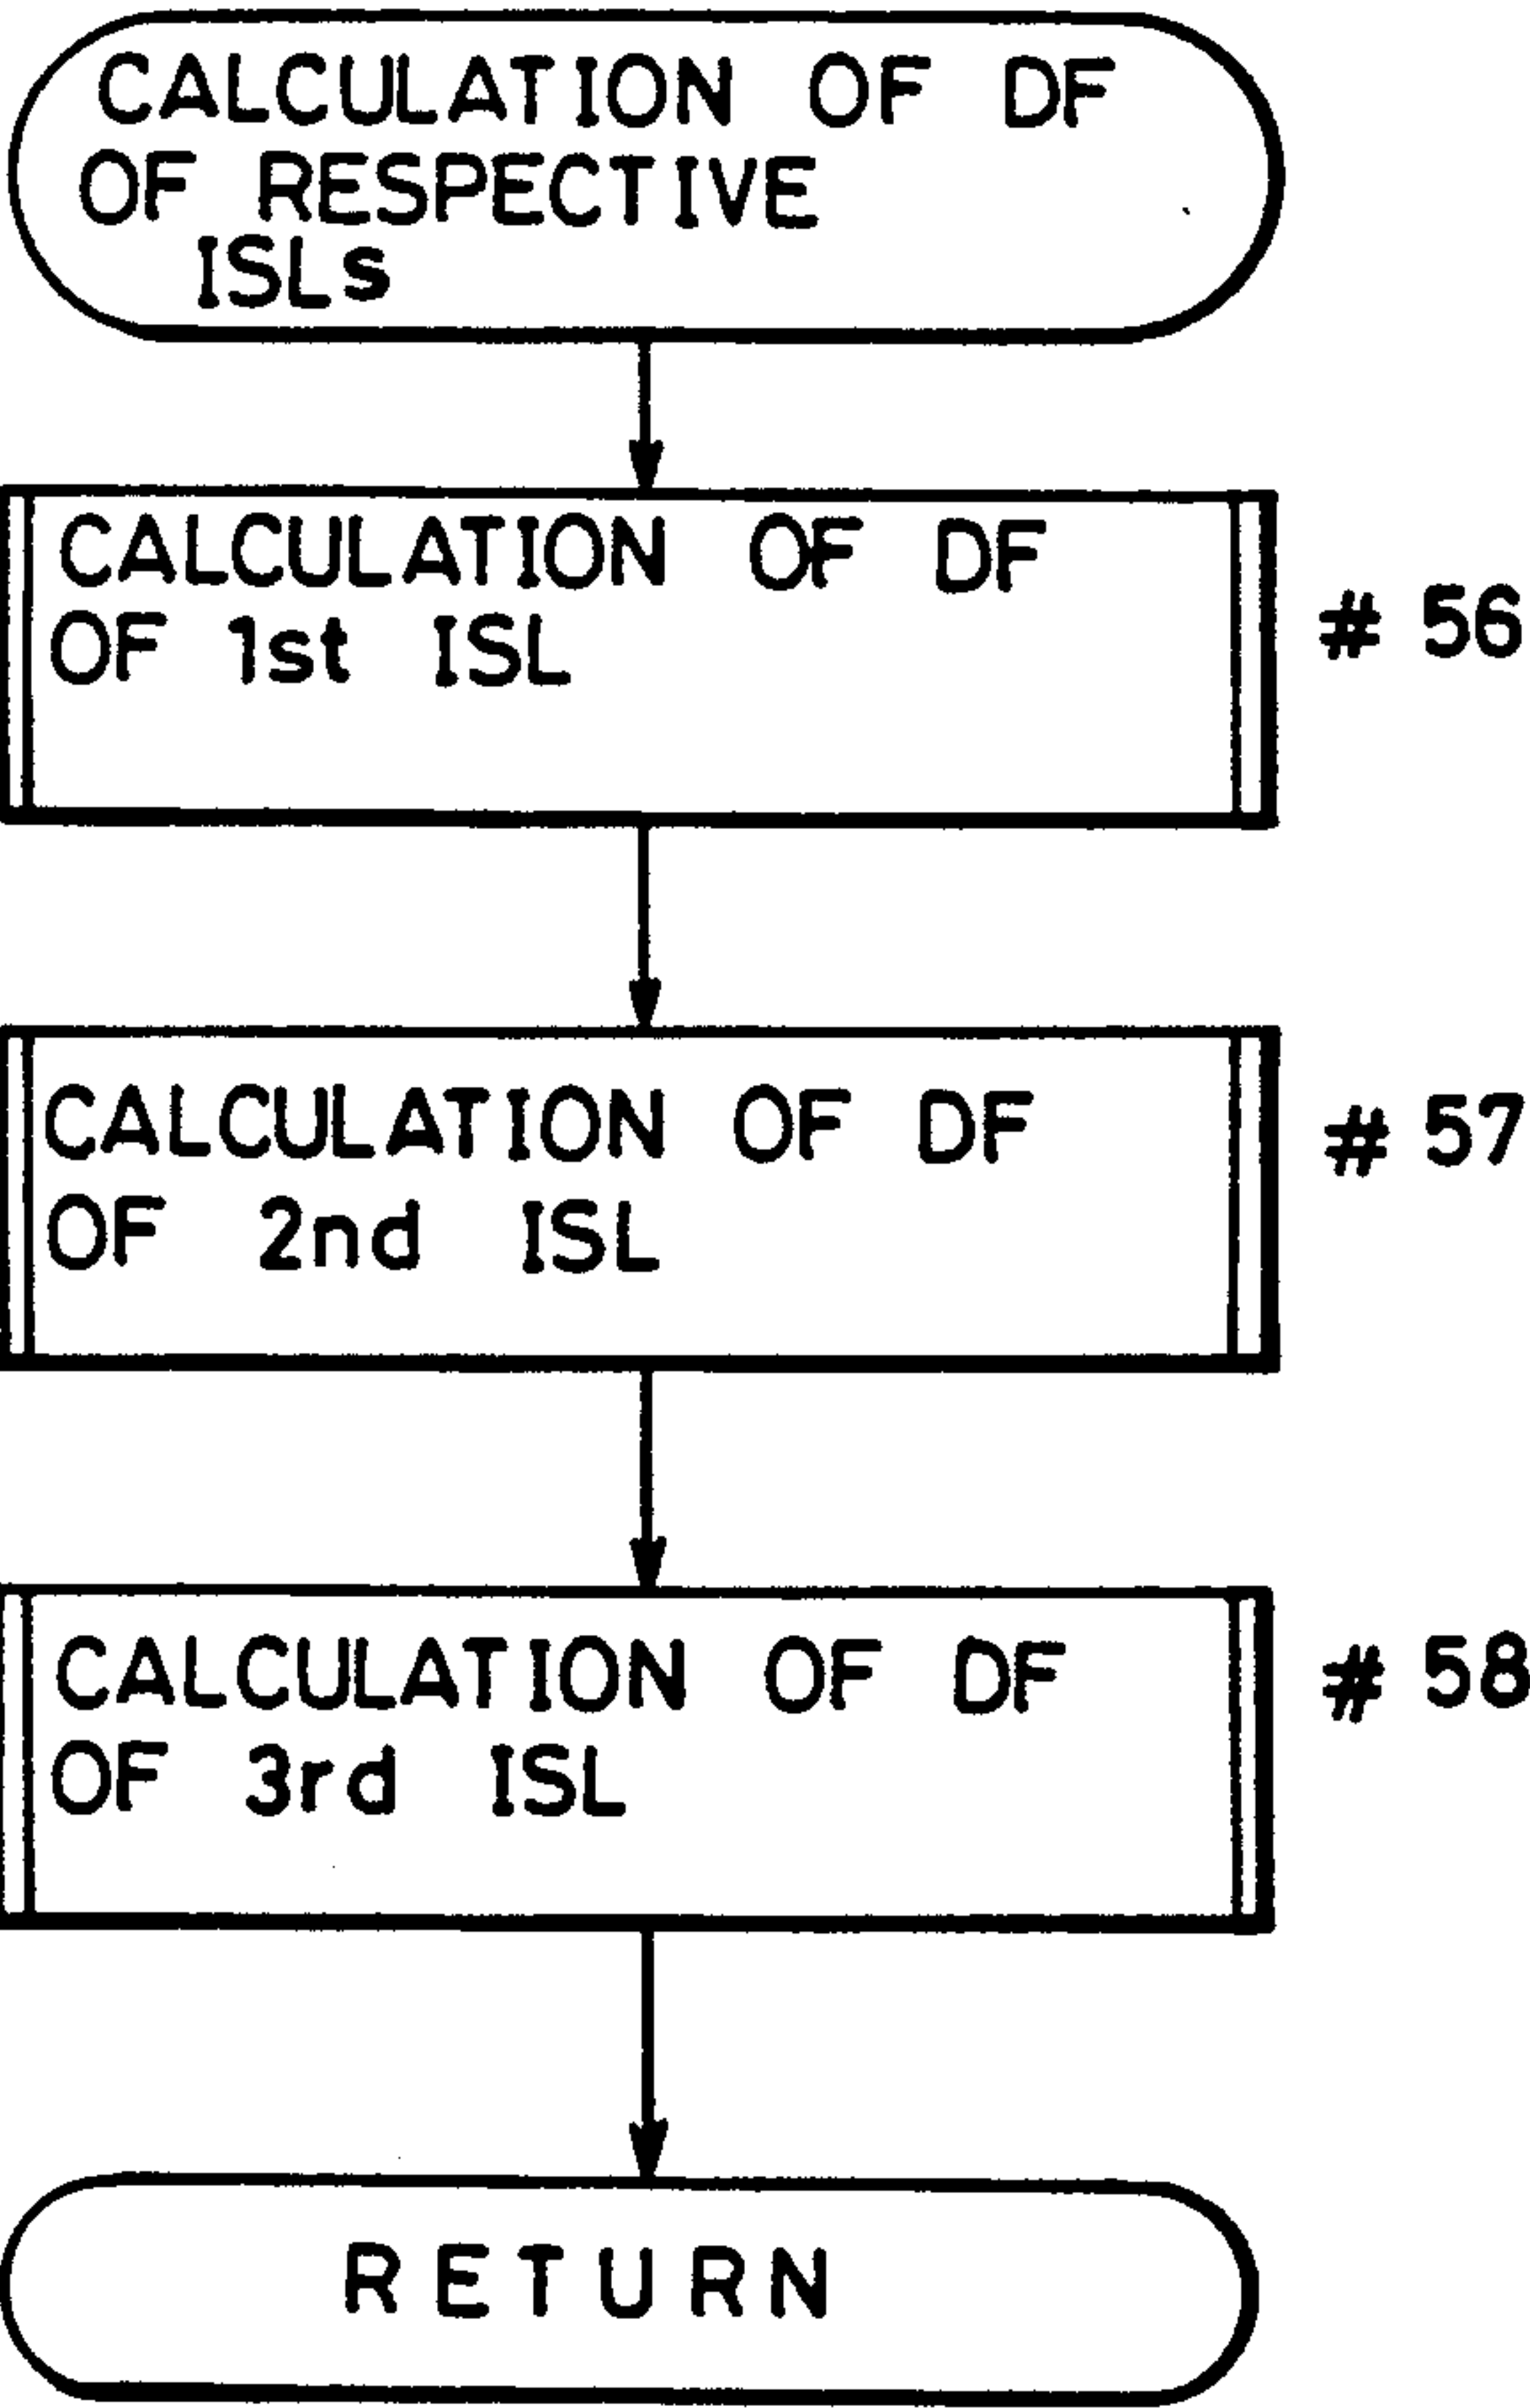 CALCULATION OF DF
OF RESPECTIVE
ISLs
CALCULATION OF DF
OF 1st ISL
# 56
CALCULATION OF DF
OF 2nd ISL
# 57
CALCULATION OF DF
OF 3rd ISL
# 58
RETURN